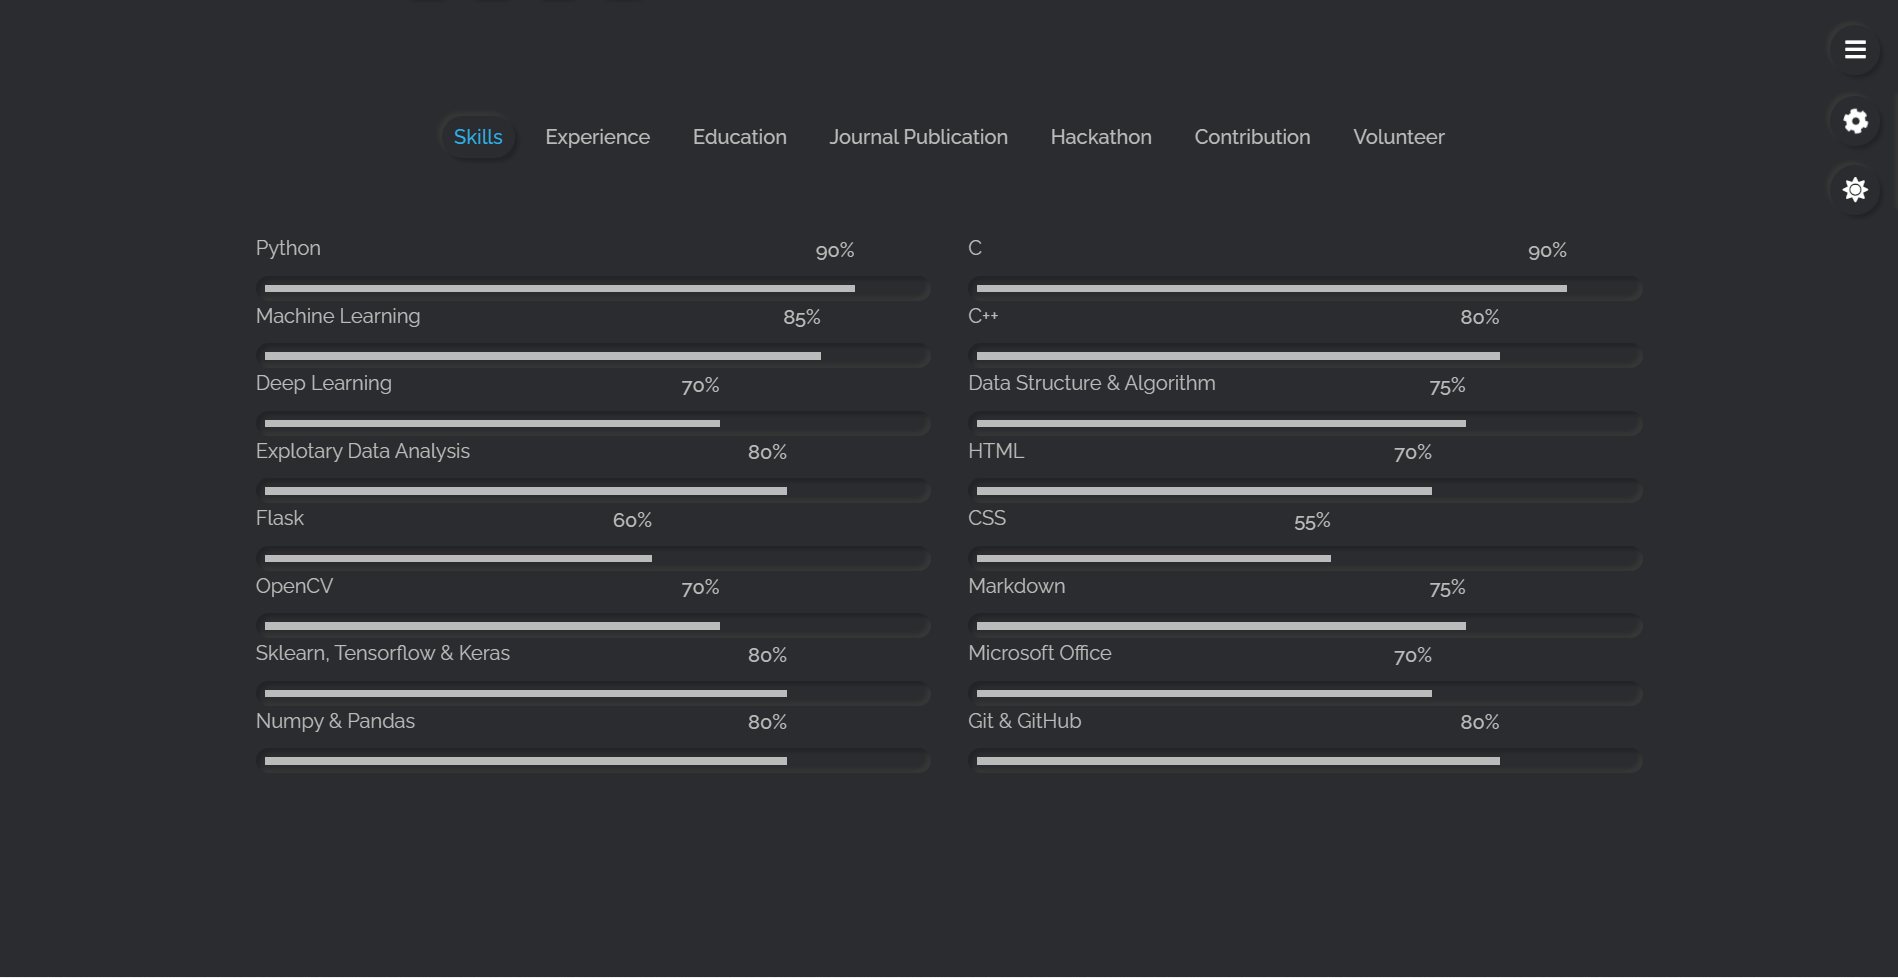 Skills Experience Education Journal Publication Hackathon Contribution Volunteer
Python 90%
Machine Learning 85%
Deep Learning 70%
Explotary Data Analysis 80%
Flask 60%
OpenCV 70%
Sklearn, Tensorflow & Keras 80%
Numpy & Pandas 80%
C 90%
C++ 80%
Data Structure & Algorithm 75%
HTML 70%
CSS 55%
Markdown 75%
Microsoft Office 70%
Git & GitHub 80%